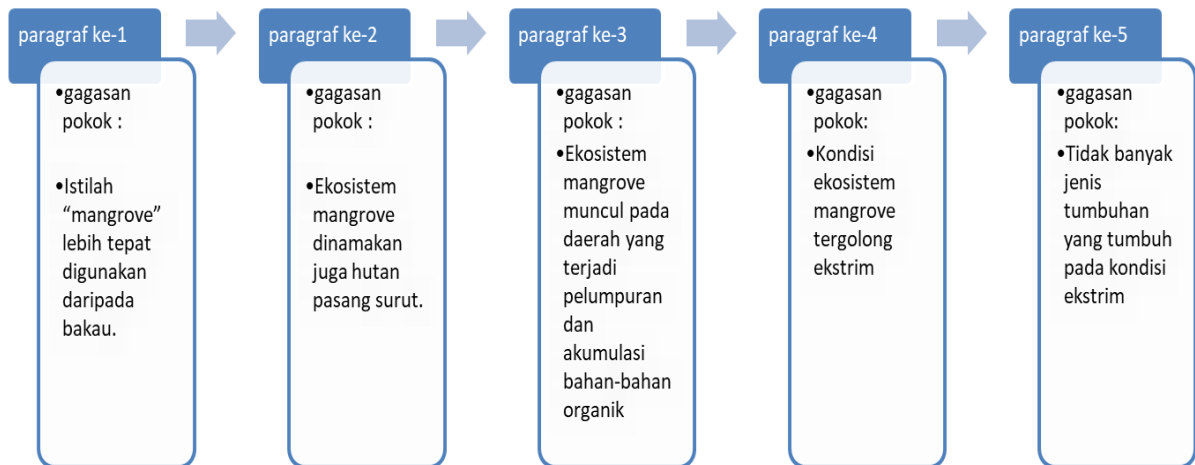 paragraf ke-1
•gagasan
pokok :
•Istilah
“mangrove”
lebih tepat
digunakan
daripada
bakau.
paragraf ke-2
•gagasan
pokok :
•Ekosistem
mangrove
dinamakan
juga hutan
pasang surut.
paragraf ke-3
•gagasan
pokok :
•Ekosistem
mangrove
muncul pada
daerah yang
terjadi
pelumpuran
dan
akumulasi
bahan-bahan
organik
paragraf ke-4
•gagasan
pokok:
•Kondisi
ekosistem
mangrove
tergolong
ekstrim
paragraf ke-5
•gagasan
pokok:
•Tidak banyak
jenis
tumbuhan
yang tumbuh
pada kondisi
ekstrim